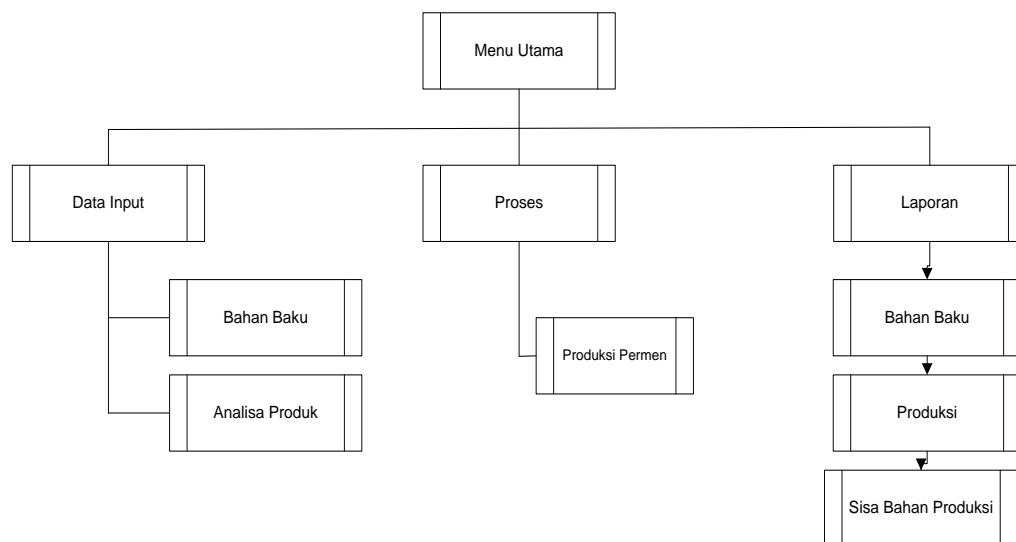 Menu Utama
Data Input
Proses
Laporan
Bahan Baku
Analisa Produk
Produksi Permen
Bahan Baku
Produksi
Sisa Bahan Produksi